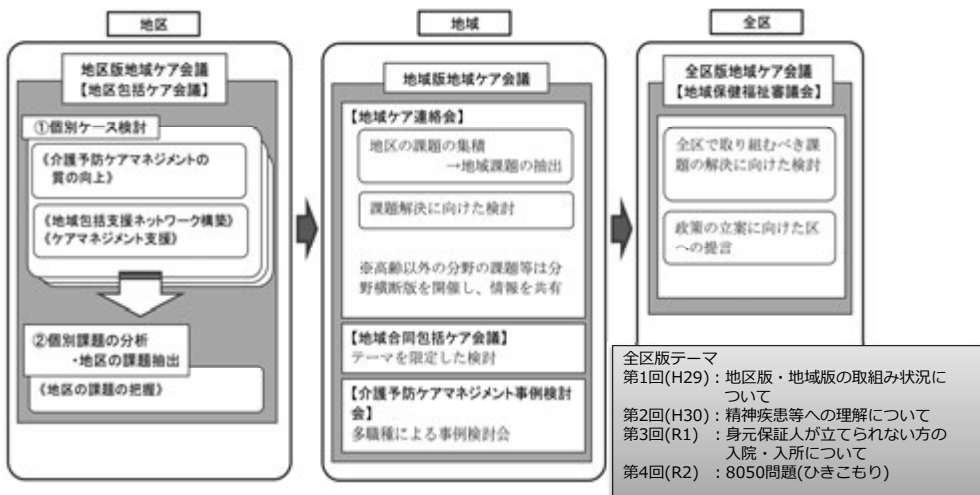 地区
地区版地域ケア会議
【地区包括ケア会議】
①個別ケース検討
《介護予防ケアマネジメントの
質の向上》
《地域包括支援ネットワーク構築》
《ケアマネジメント支援》
②個別課題の分析
・地区の課題抽出
《地区の課題の把握》
地域
地域版地域ケア会議
【地域ケア連絡会】
地区の課題の集積
→地域課題の抽出
課題解決に向けた検討
※高齢以外の分野の課題等は分
野横断版を開催し、情報を共有
【地域合同包括ケア会議】
テーマを限定した検討
【介護予防ケアマネジメント事例検討
会】
多職種による事例検討会
全区
全区版地域ケア会議
【地域保健福祉審議会】
全区で取り組むべき課
題の解決に向けた検討
政策の立案に向けた区
への提言
全区版テーマ
第1回(H29)：地区版・地域版の取組み状況に
ついて
第2回(H30)：精神疾患等への理解について
第3回(R1)　：身元保証人が立てられない方の
入院・入所について
第4回(R2)　：8050問題(ひきこもり)